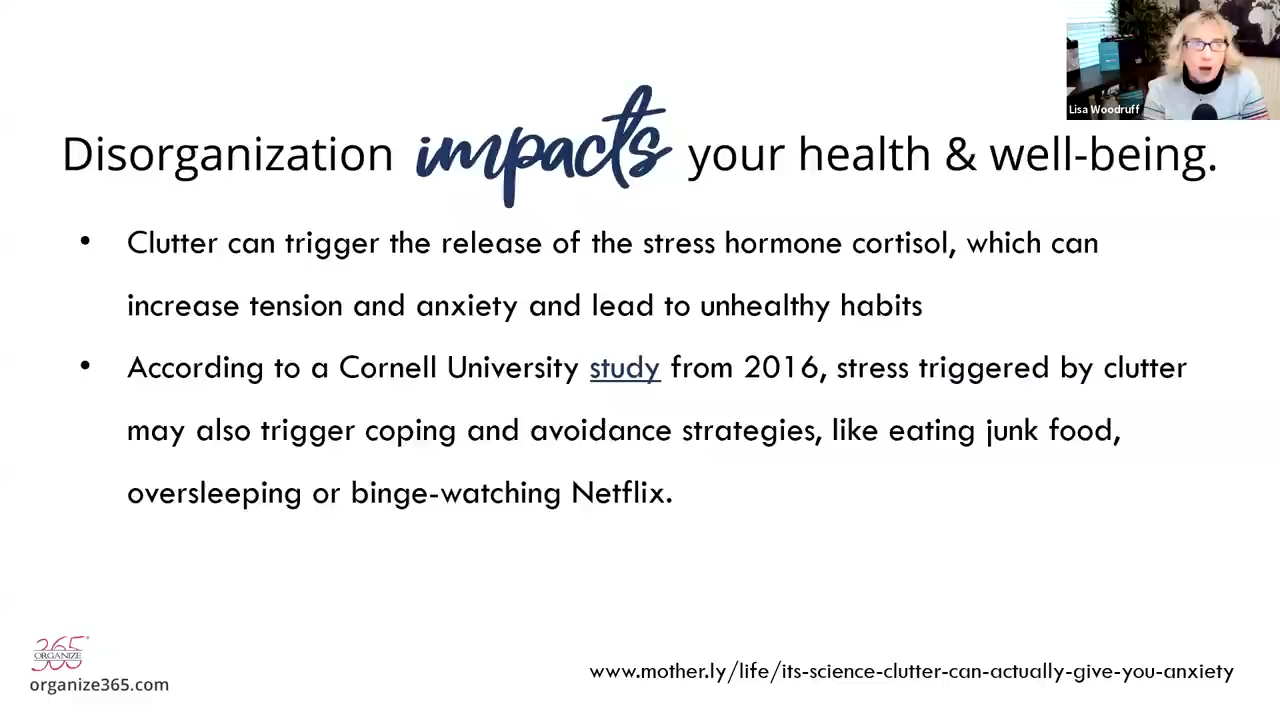 Lisa Woodruff
Disorganization impacts your health & well-being.
• Clutter can trigger the release of the stress hormone cortisol, which can
increase tension and anxiety and lead to unhealthy habits
• According to a Cornell University study from 2016, stress triggered by clutter
may also trigger coping and avoidance strategies, like eating junk food,
oversleeping or binge-watching Netflix.
365
ORGANIZE
organize365.com
www.mother.ly/life/its-science-clutter-can-actually-give-you-anxiety